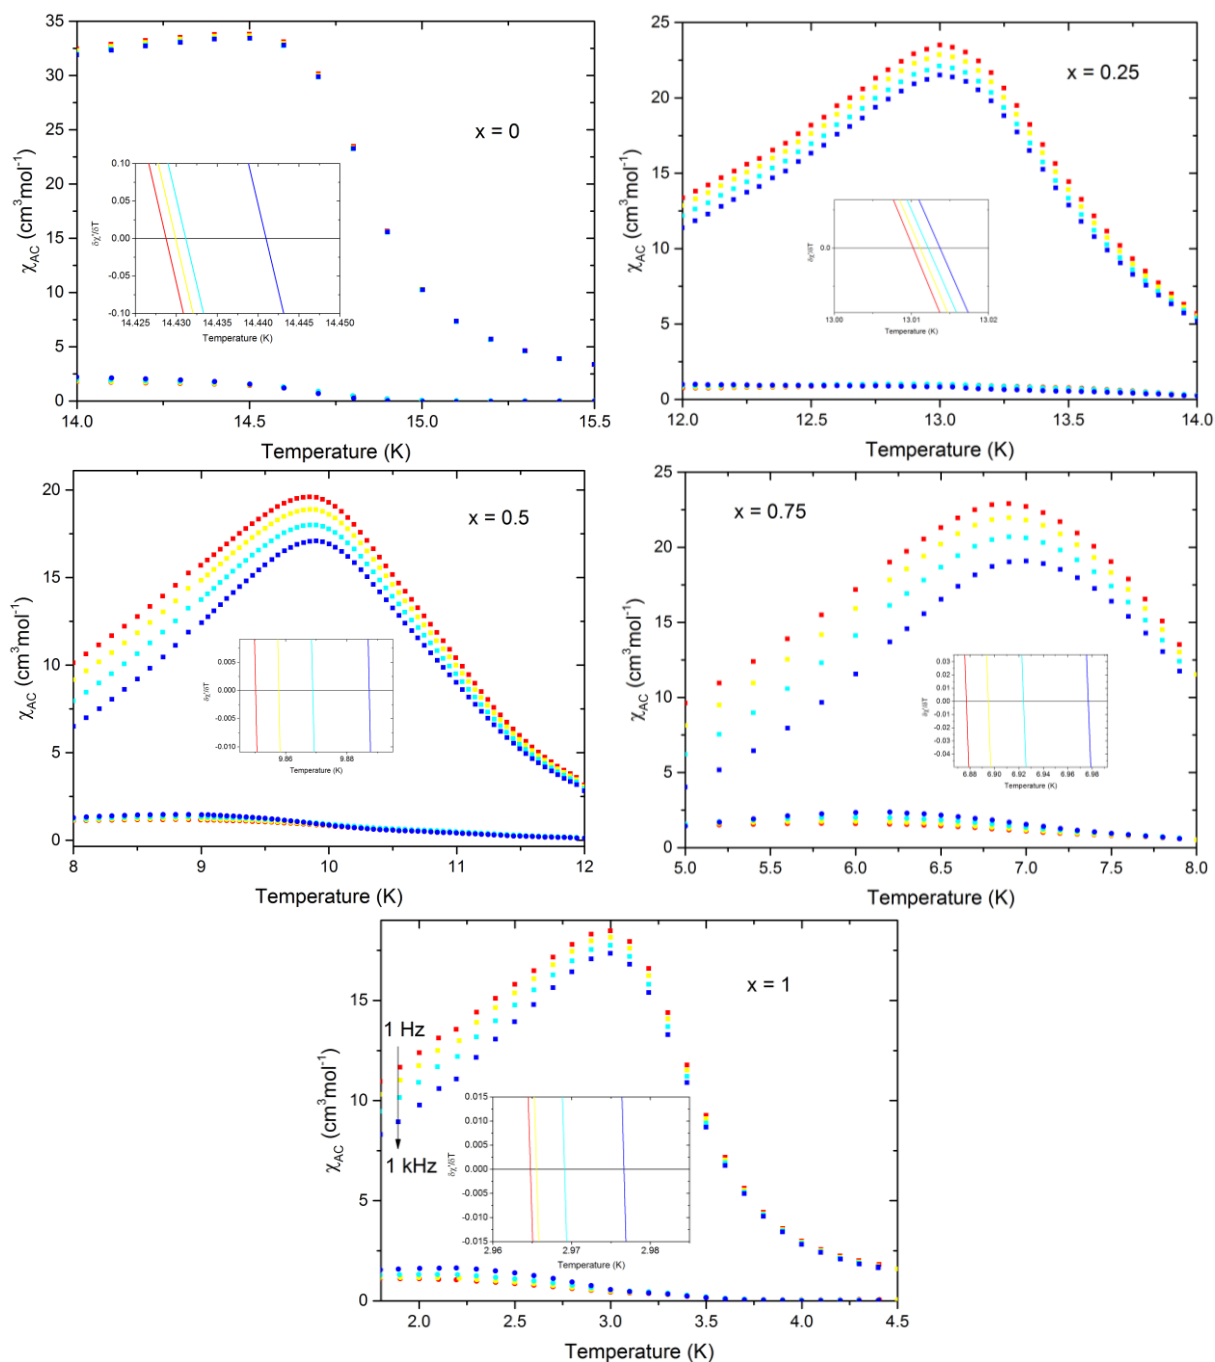 35
30
25
20
15
10
5
0
χAC (cm³mol⁻¹)
x = 0
0.10
0.05
0.00
-0.05
-0.10
δχ'/δT
14.425 14.430 14.435 14.440 14.445 14.450
Temperature (K)
14.0 14.5 15.0 15.5
Temperature (K)
25
20
15
10
5
0
χAC (cm³mol⁻¹)
x = 0.25
0.0
δχ'/δT
13.00 13.01 13.02
Temperature (K)
12.0 12.5 13.0 13.5 14.0
Temperature (K)
20
15
10
5
0
χAC (cm³mol⁻¹)
x = 0.5
0.005
0.000
-0.005
-0.010
δχ'/δT
9.86 9.88
Temperature (K)
8 9 10 11 12
Temperature (K)
25
20
15
10
5
0
χAC (cm³mol⁻¹)
x = 0.75
0.03
0.02
0.01
0.00
-0.01
-0.02
-0.03
-0.04
δχ'/δT
6.88 6.90 6.92 6.94 6.96 6.98
Temperature (K)
5.0 5.5 6.0 6.5 7.0 7.5 8.0
Temperature (K)
15
10
5
0
χAC (cm³mol⁻¹)
x = 1
1 Hz
1 kHz
0.015
0.010
0.005
0.000
-0.005
-0.010
-0.015
δχ'/δT
2.96 2.97 2.98
Temperature (K)
2.0 2.5 3.0 3.5 4.0 4.5
Temperature (K)